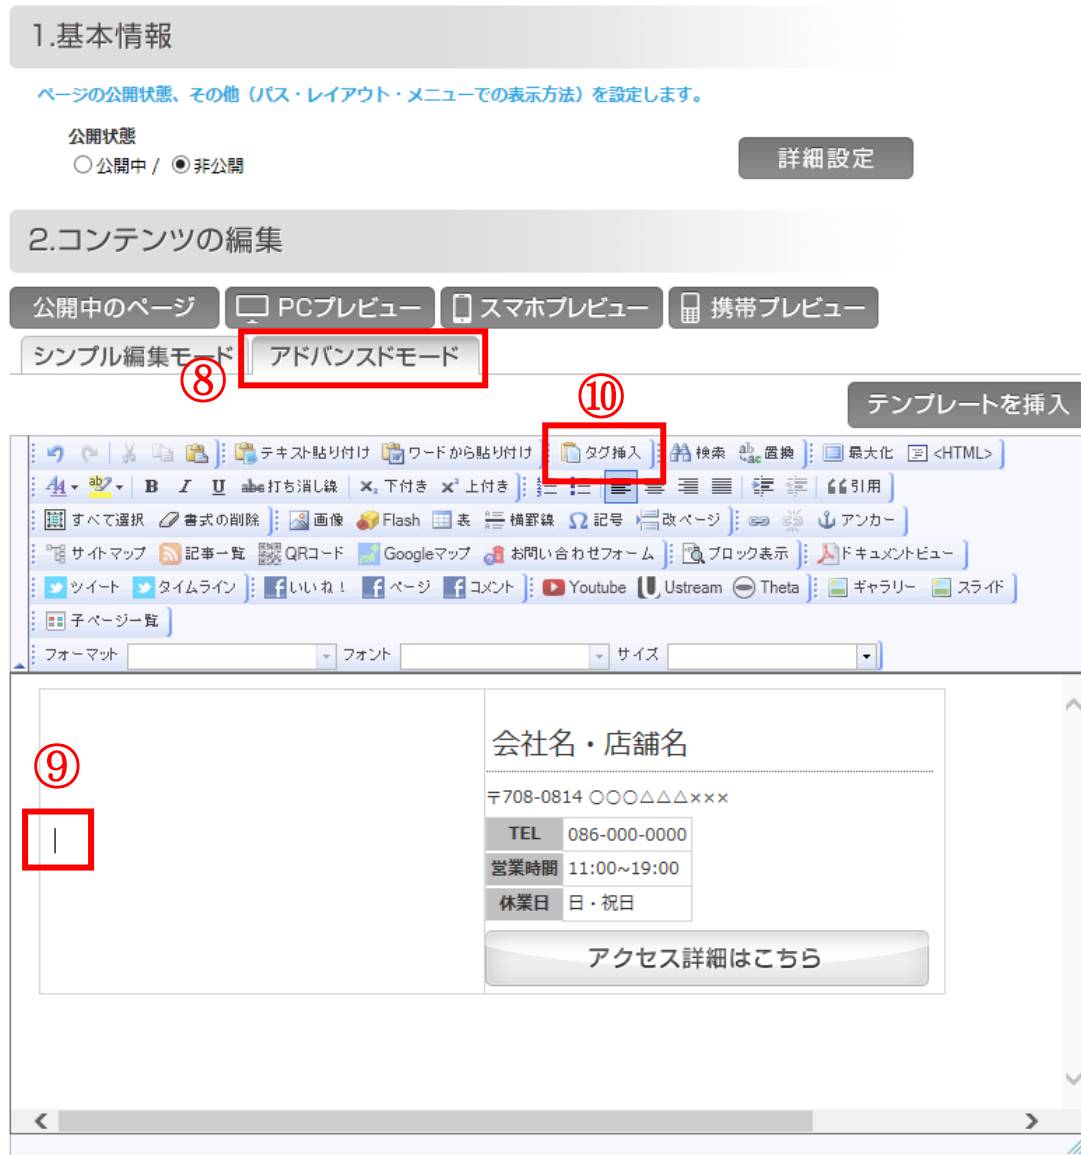 1.基本情報
ページの公開状態、その他（パス・レイアウト・メニューでの表示方法）を設定します。
公開状態
公開中 / 非公開
詳細設定
2.コンテンツの編集
公開中のページ PCプレビュー スマホプレビュー 携帯プレビュー
シンプル編集モード アドバンスドモード
⑧
⑩
テンプレートを挿入
テキスト貼り付け ワードから貼り付け タグ挿入 検索 置換 最大化 <HTML>
B I U abc打ち消し線 ×₂下付き ×²上付き 引用
すべて選択 書式の削除 画像 Flash 表 横罫線 記号 改ページ アンカー
サイトマップ 記事一覧 QRコード Googleマップ お問い合わせフォーム ブロック表示 ドキュメントビュー
ツイート タイムライン いいね！ ページ コメント Youtube Ustream Theta ギャラリー スライド
子ページ一覧
フォーマット フォント サイズ
⑨
会社名・店舗名
〒708-0814 ○○○△△△×××
TEL 086-000-0000
営業時間 11:00~19:00
休業日 日・祝日
アクセス詳細はこちら